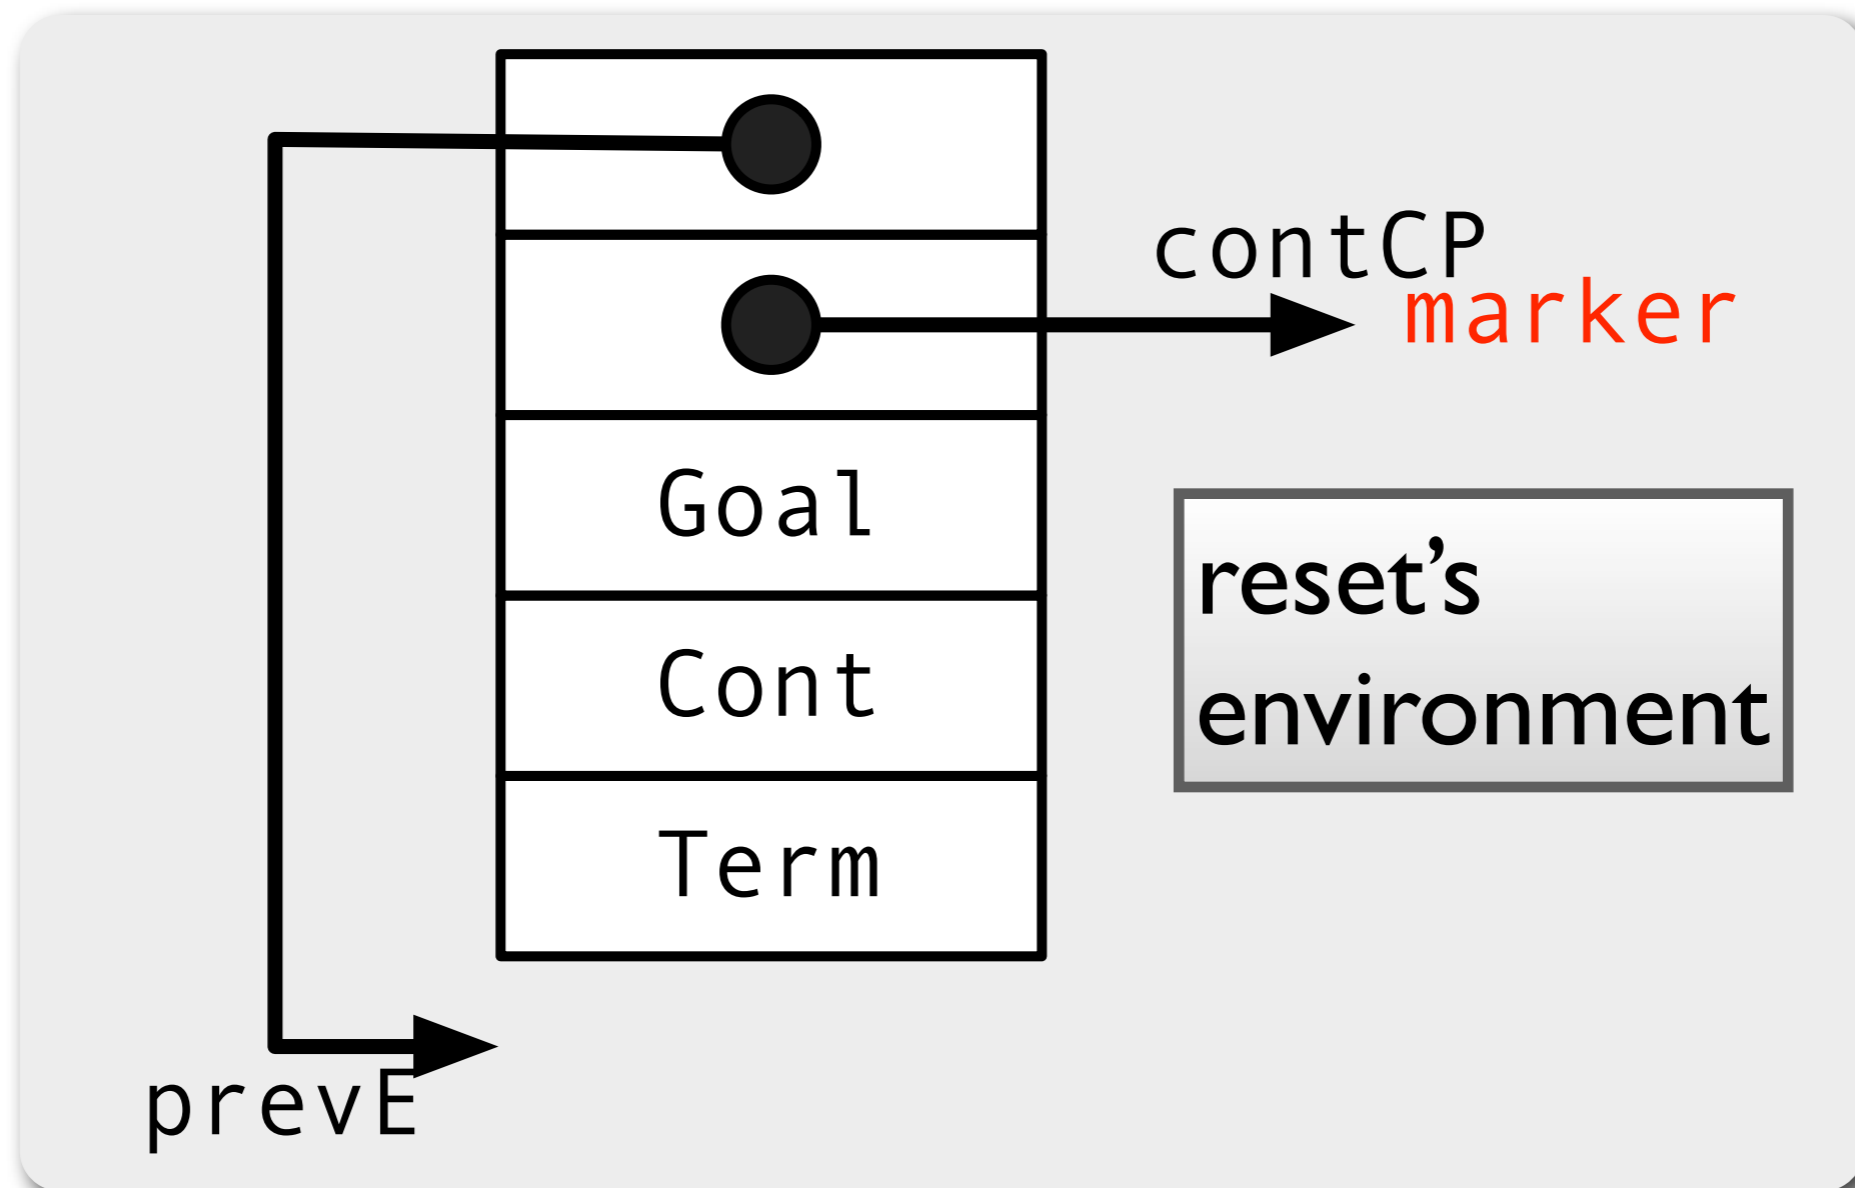 contCP
marker
Goal
Cont
Term
reset’s
environment
prevE